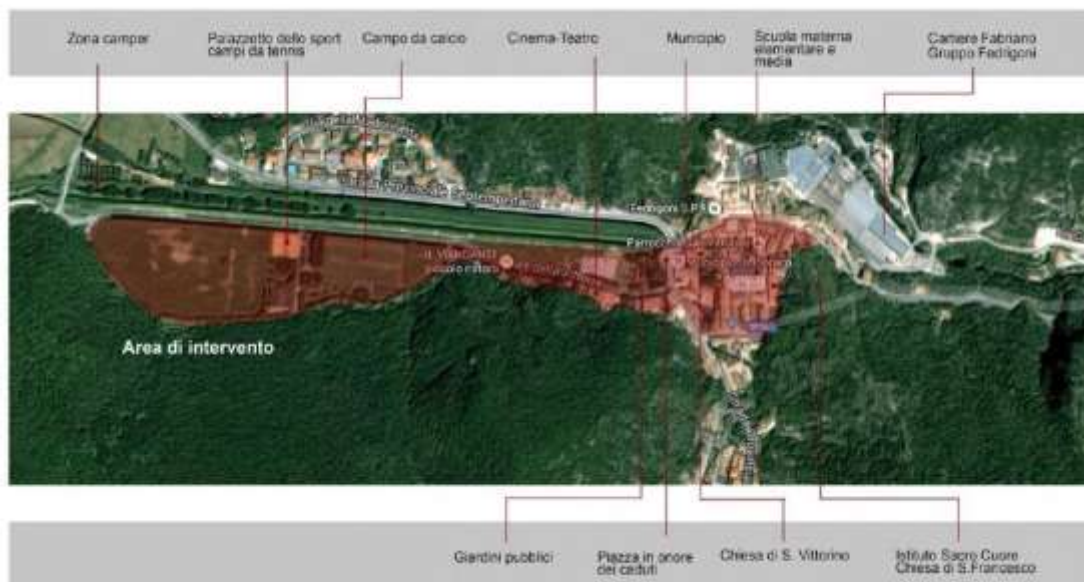 Zona camper
Palazzetto dello sport
campi da tennis
Campo da calcio
Cinema-Teatro
Municipio
Scuola materna
elementare e
media
Cartiere Fabriano
Gruppo Fedrigoni
Fedrigoni S.P.A
Area di intervento
Giardini pubblici
Piazza in onore
dei caduti
Chiesa di S. Vittorino
Istituto Sacro Cuore
Chiesa di S.Francesco